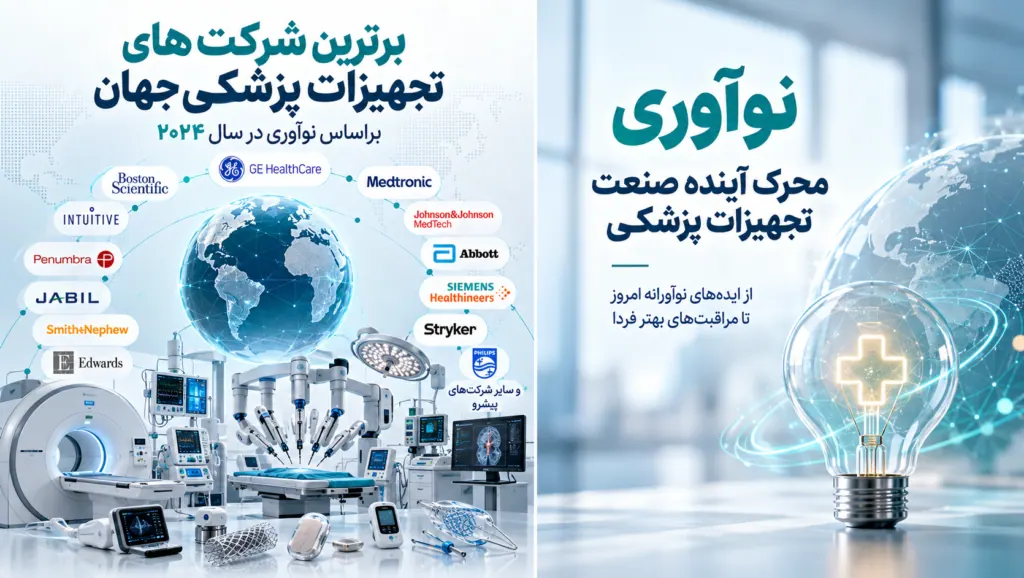 برترین شرکت های
تجهیزات پزشکی جهان
براساس نوآوری در سال ۲۰۲۴
GE HealthCare
Boston
Scientific
Medtronic
INTUITIVE
Johnson&Johnson
MedTech
Penumbra
Abbott
JABIL
SIEMENS
Healthineers
Smith+Nephew
Stryker
Edwards
PHILIPS
و سایر شرکت‌های
پیشرو
نوآوری
محرک آینده صنعت
تجهیزات پزشکی
از ایده‌های نوآورانه امروز
تا مراقبت‌های بهتر فردا